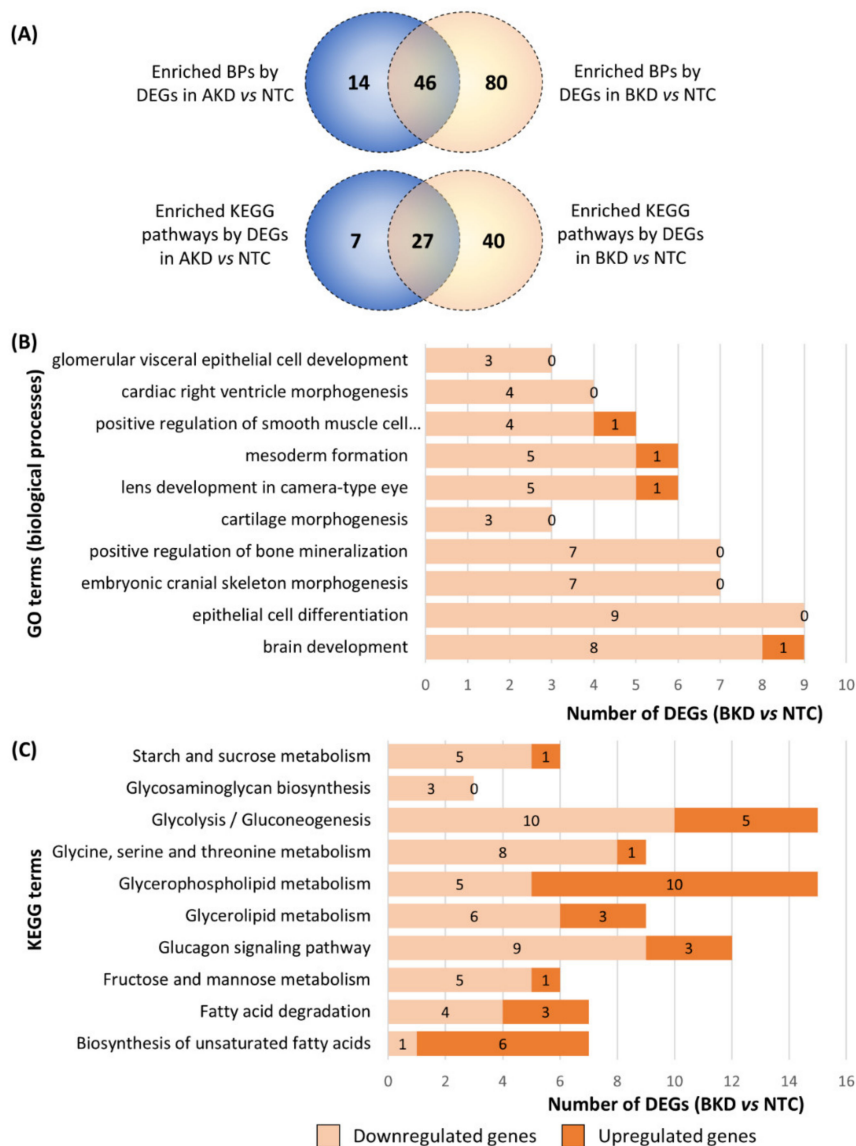 (A)
Enriched BPs by
DEGs in AKD vs NTC
14
46
80
Enriched BPs by
DEGs in BKD vs NTC
Enriched KEGG
pathways by DEGs
in AKD vs NTC
7
27
40
Enriched KEGG
pathways by DEGs
in BKD vs NTC
(B)
GO terms (biological processes)
glomerular visceral epithelial cell development 3 0
cardiac right ventricle morphogenesis 4 0
positive regulation of smooth muscle cell... 4 1
mesoderm formation 5 1
lens development in camera-type eye 5 1
cartilage morphogenesis 3 0
positive regulation of bone mineralization 7 0
embryonic cranial skeleton morphogenesis 7 0
epithelial cell differentiation 9 0
brain development 8 1
0 1 2 3 4 5 6 7 8 9 10
Number of DEGs (BKD vs NTC)
(C)
KEGG terms
Starch and sucrose metabolism 5 1
Glycosaminoglycan biosynthesis 3 0
Glycolysis / Gluconeogenesis 10 5
Glycine, serine and threonine metabolism 8 1
Glycerophospholipid metabolism 5 10
Glycerolipid metabolism 6 3
Glucagon signaling pathway 9 3
Fructose and mannose metabolism 5 1
Fatty acid degradation 4 3
Biosynthesis of unsaturated fatty acids 1 6
0 2 4 6 8 10 12 14 16
Number of DEGs (BKD vs NTC)
Downregulated genes Upregulated genes